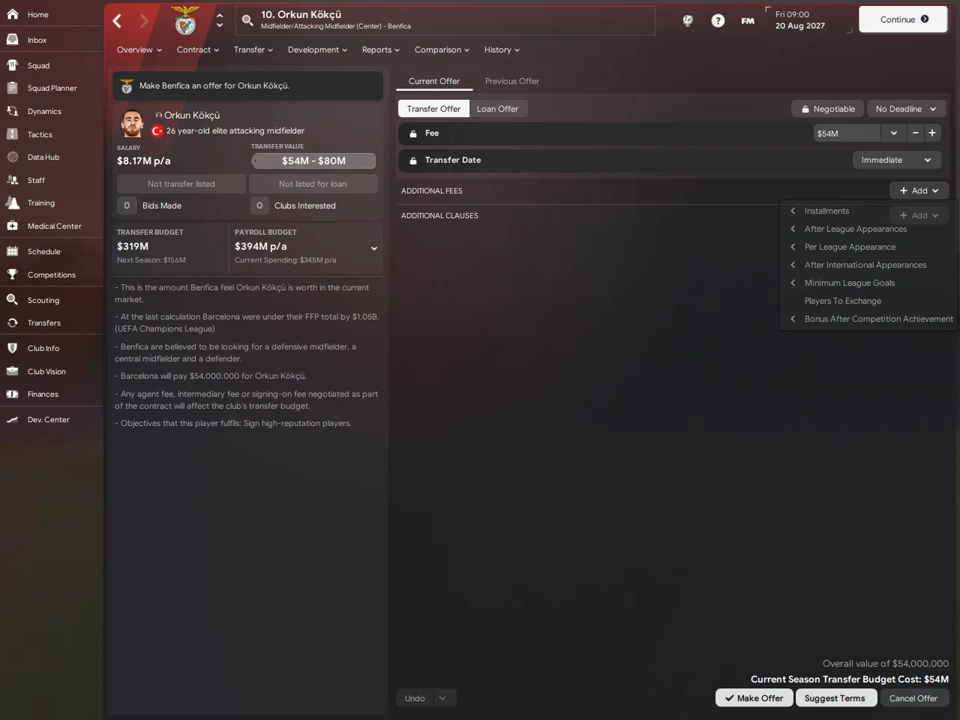 Home
Inbox
Squad
Squad Planner
Dynamics
Tactics
Data Hub
Staff
Training
Medical Center
Schedule
Competitions
Scouting
Transfers
Club Info
Club Vision
Finances
Dev. Center
10. Orkun Kökçü
Midfielder/Attacking Midfielder (Center) - Benfica
? FM
Fri 09:00
20 Aug 2027
Continue
Overview Contract Transfer Development Reports Comparison History
Make Benfica an offer for Orkun Kökçü.
Orkun Kökçü
26 year-old elite attacking midfielder
SALARY
$8.17M p/a
TRANSFER VALUE
$54M - $80M
Not transfer listed
Not listed for loan
0 Bids Made
0 Clubs Interested
TRANSFER BUDGET
$319M
Next Season: $156M
PAYROLL BUDGET
$394M p/a
Current Spending: $345M p/a
- This is the amount Benfica feel Orkun Kökçü is worth in the current
market.
- At the last calculation Barcelona were under their FFP total by $1.05B.
(UEFA Champions League)
- Benfica are believed to be looking for a defensive midfielder, a
central midfielder and a defender.
- Barcelona will pay $54,000,000 for Orkun Kökçü.
- Any agent fee, intermediary fee or signing-on fee negotiated as part
of the contract will affect the club's transfer budget.
- Objectives that this player fulfils: Sign high-reputation players.
Current Offer Previous Offer
Transfer Offer Loan Offer
Negotiable No Deadline
Fee $54M - +
Transfer Date Immediate
ADDITIONAL FEES + Add
ADDITIONAL CLAUSES + Add
Installments
After League Appearances
Per League Appearance
After International Appearances
Minimum League Goals
Players To Exchange
Bonus After Competition Achievement
Overall value of $54,000,000
Current Season Transfer Budget Cost: $54M
Undo
Make Offer Suggest Terms Cancel Offer